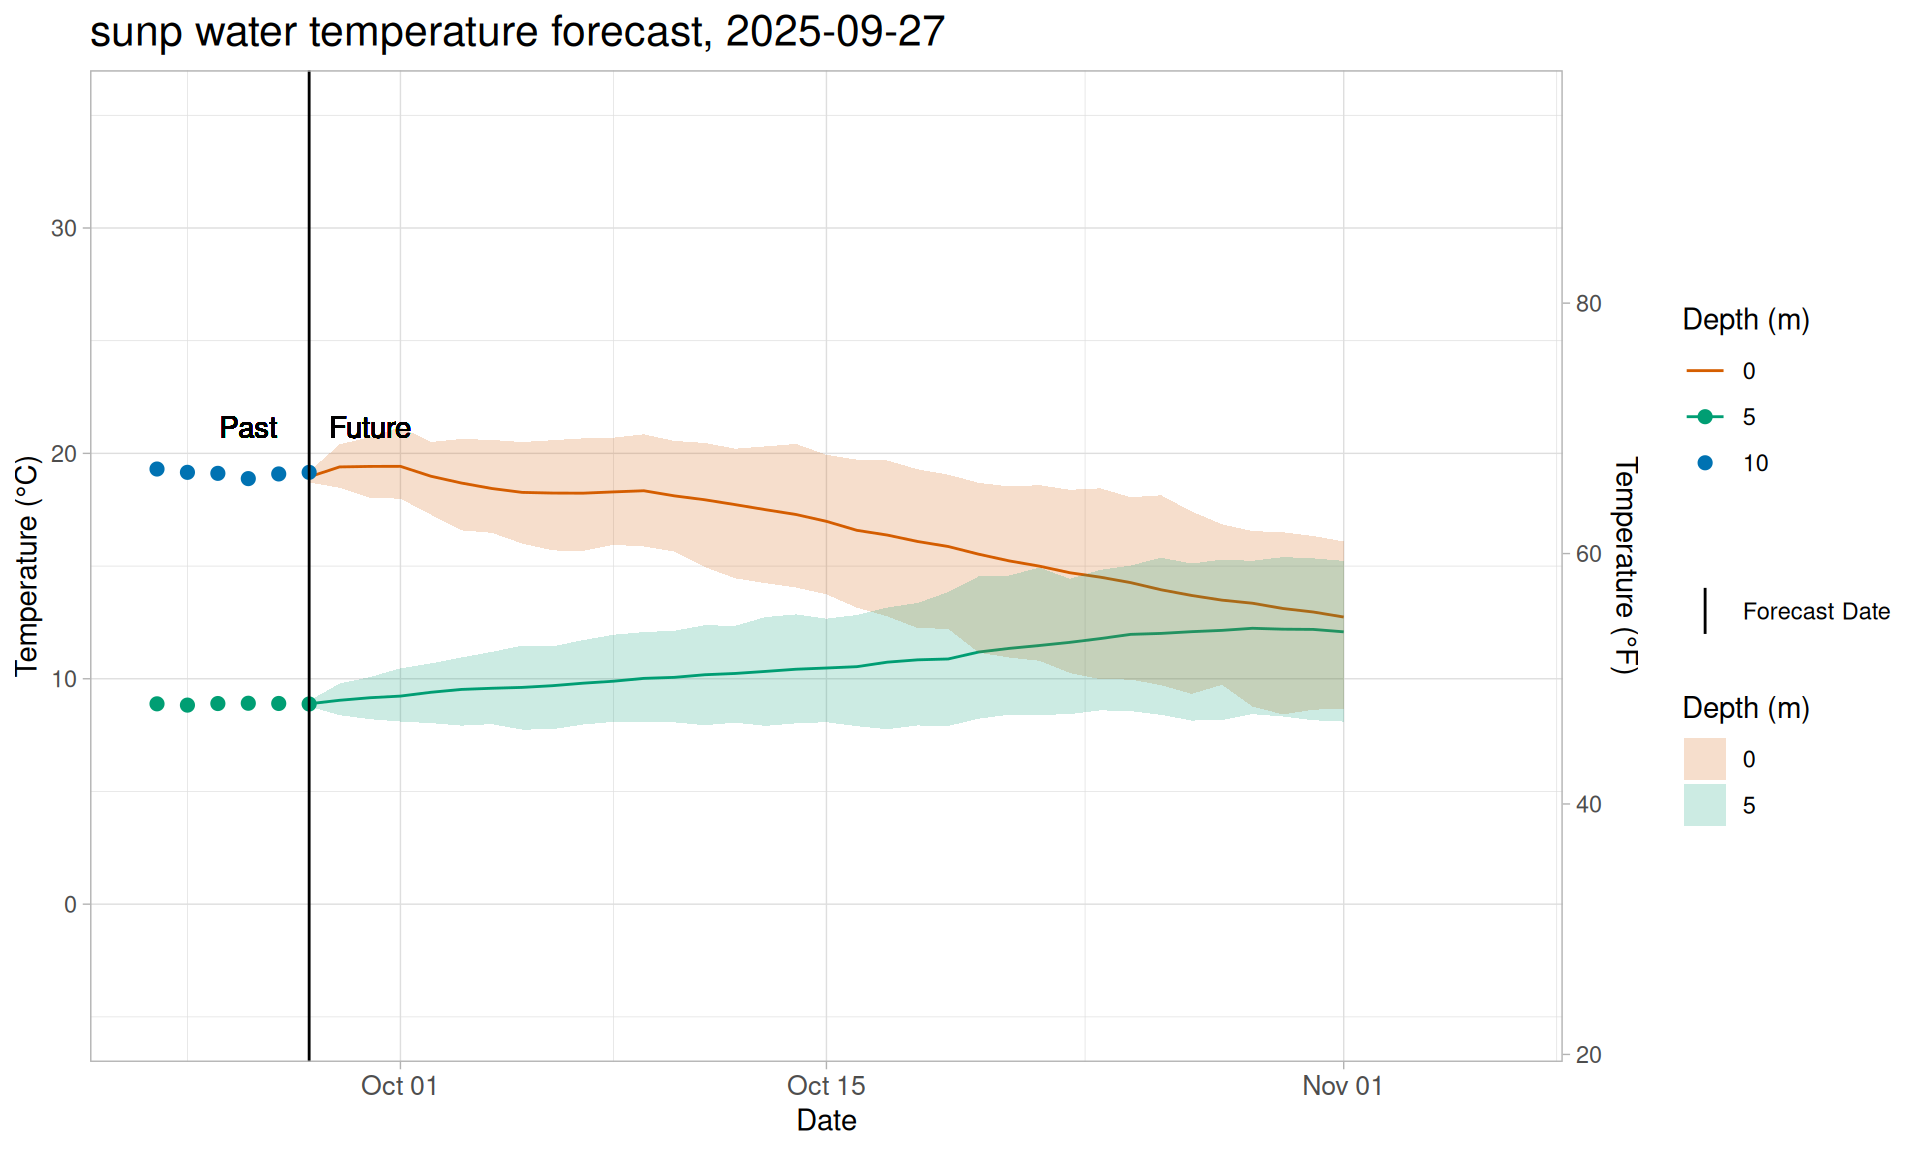 sunp water temperature forecast, 2025-09-27
Temperature (°C)
30
20
10
0
Past
Future
Oct 01
Oct 15
Nov 01
Date
80
60
40
20
Temperature (°F)
Depth (m)
0
5
10
Forecast Date
Depth (m)
0
5